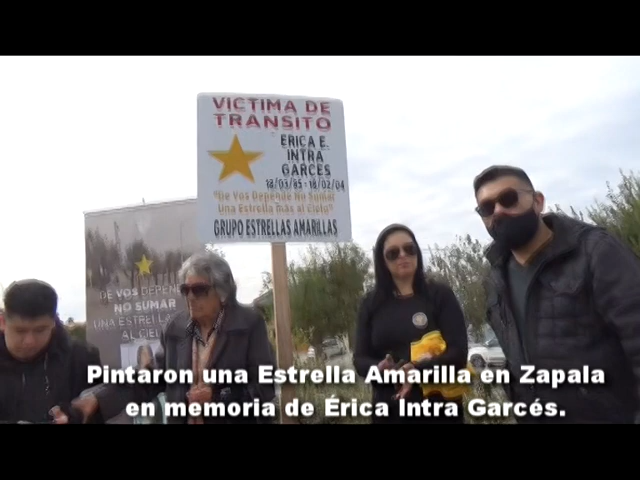 VICTIMA DE
TRANSITO
ERICA E.
INTRA
GARCES
18/03/85-18/02/04
"De Vos Depende No Sumar
Una Estrella más al Cielo"
GRUPO ESTRELLAS AMARILLAS
DE VOS DEPENDE
NO SUMAR
UNA ESTRELLA
AL CIELO
Pintaron una Estrella Amarilla en Zapala
en memoria de Érica Intra Garcés.